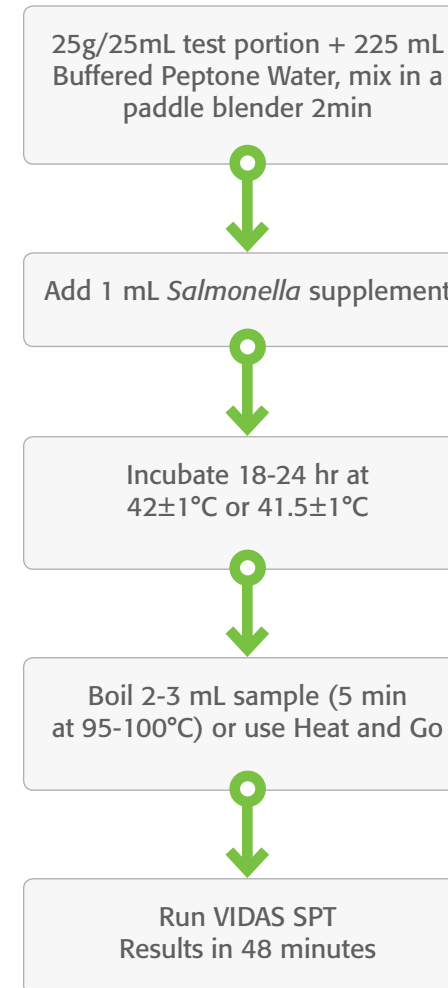 25g/25mL test portion + 225 mL
Buffered Peptone Water, mix in a
paddle blender 2min
Add 1 mL Salmonella supplement
Incubate 18-24 hr at
42±1°C or 41.5±1°C
Boil 2-3 mL sample (5 min
at 95-100°C) or use Heat and Go
Run VIDAS SPT
Results in 48 minutes